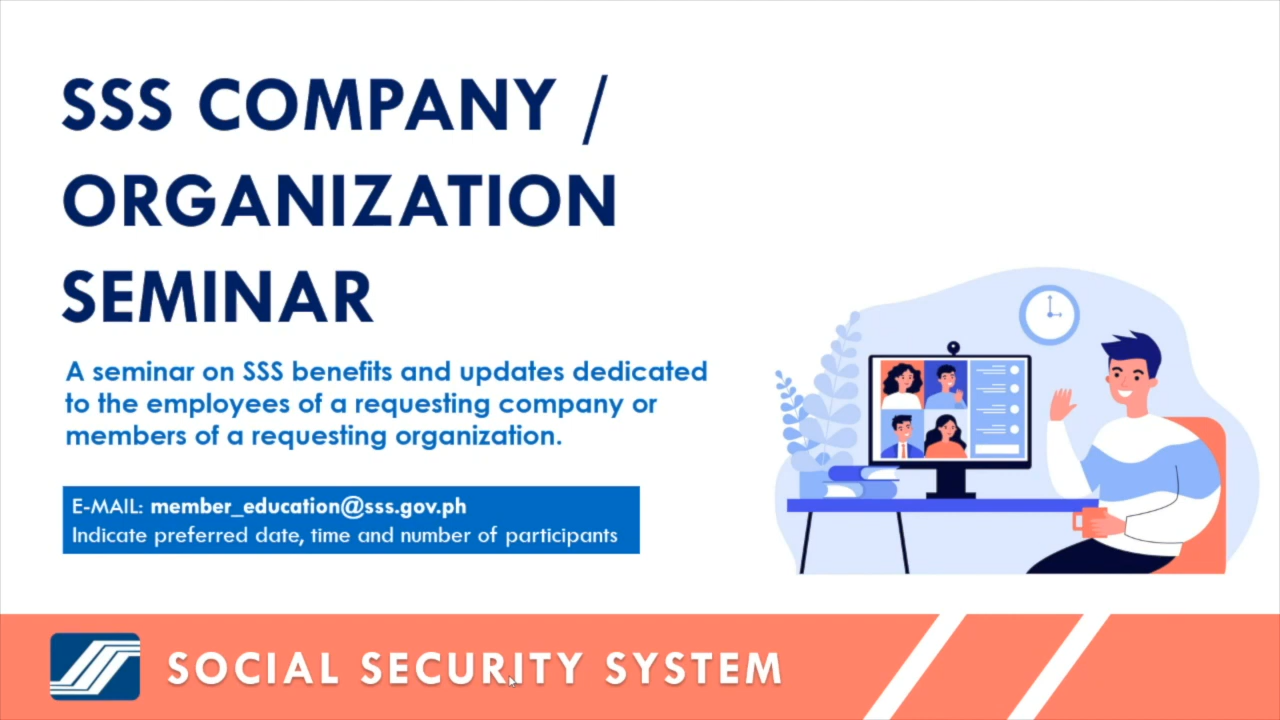 SSS COMPANY /
ORGANIZATION
SEMINAR
A seminar on SSS benefits and updates dedicated
to the employees of a requesting company or
members of a requesting organization.
E-MAIL: member_education@sss.gov.ph
Indicate preferred date, time and number of participants
SOCIAL SECURITY SYSTEM